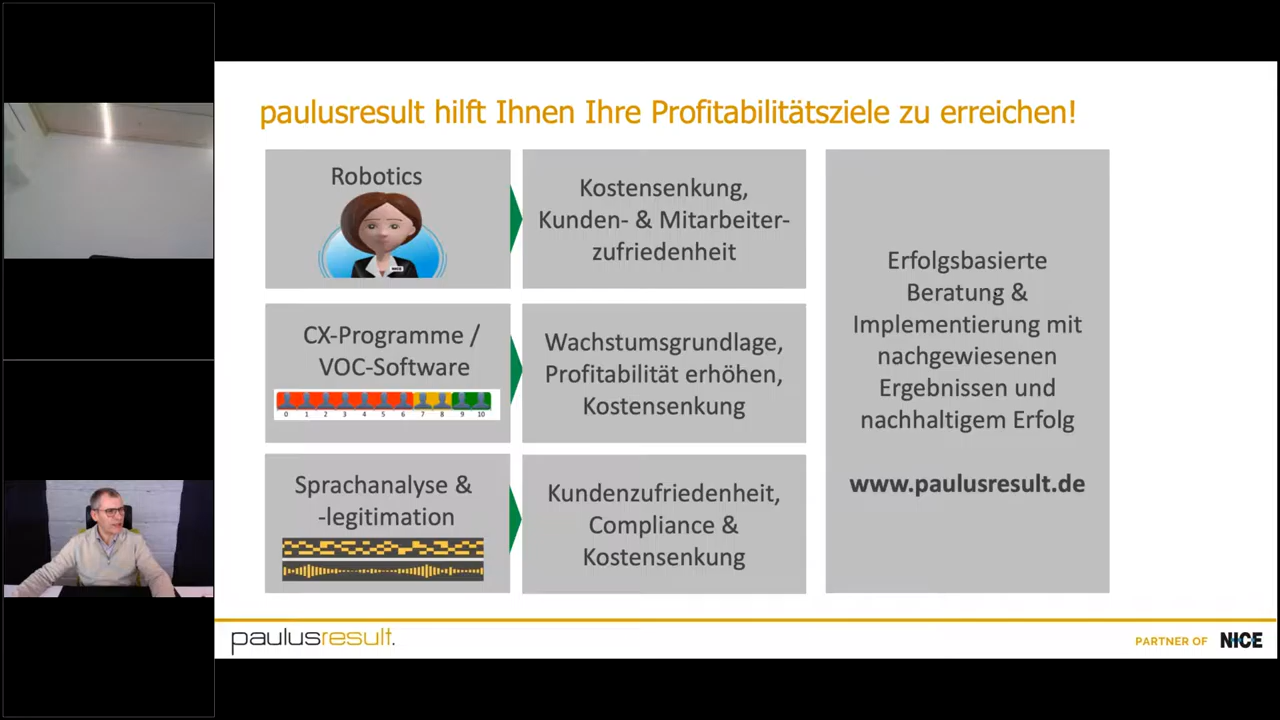 paulusresult hilft Ihnen Ihre Profitabilitätsziele zu erreichen!
Robotics
NICE
Kostensenkung,
Kunden- & Mitarbeiter-
zufriedenheit
CX-Programme /
VOC-Software
0 1 2 3 4 5 6 7 8 9 10
Wachstumsgrundlage,
Profitabilität erhöhen,
Kostensenkung
Sprachanalyse &
-legitimation
Kundenzufriedenheit,
Compliance &
Kostensenkung
Erfolgsbasierte
Beratung &
Implementierung mit
nachgewiesenen
Ergebnissen und
nachhaltigem Erfolg
www.paulusresult.de
paulusresult.
PARTNER OF NICE